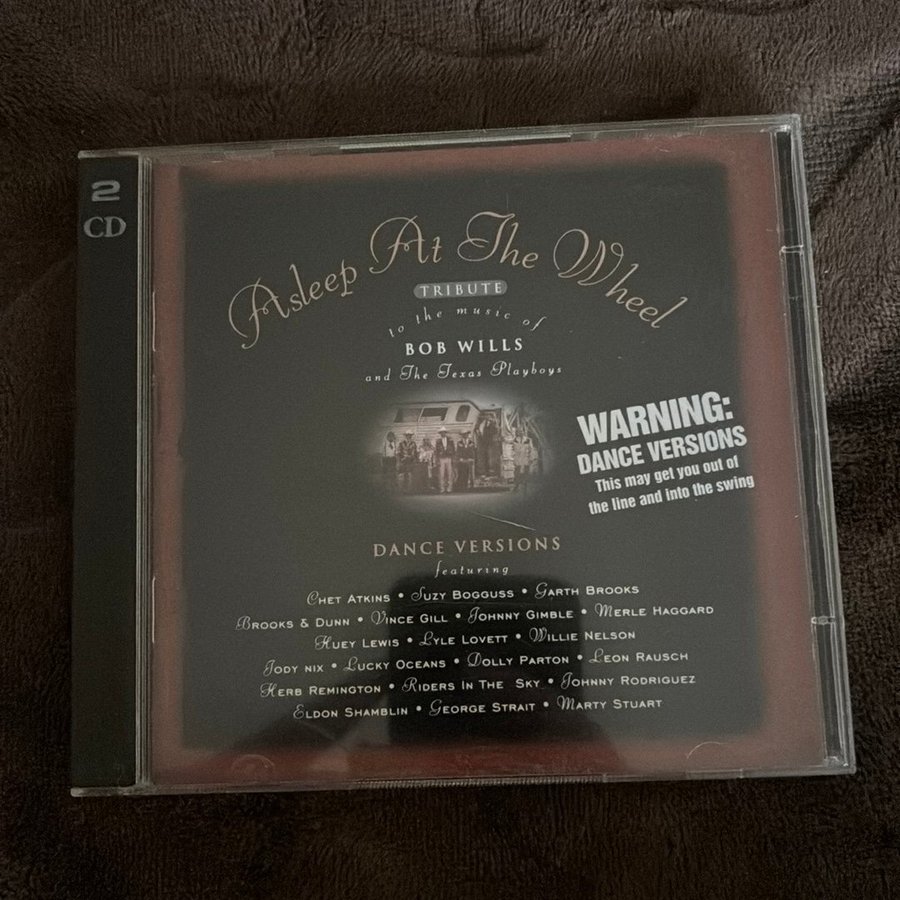 2
CD
Asleep At The Wheel
TRIBUTE
to the music of
BOB WILLS
and The Texas Playboys
WARNING:
DANCE VERSIONS
This may get you out of
the line and into the swing
DANCE VERSIONS
featuring
CHET ATKINS • SUZY BOGGUSS • GARTH BROOKS
BROOKS & DUNN • VINCE GILL • JOHNNY GIMBLE • MERLE HAGGARD
HUEY LEWIS • LYLE LOVETT • WILLIE NELSON
JODY NIX • LUCKY OCEANS • DOLLY PARTON • LEON RAUSCH
HERB REMINGTON • RIDERS IN THE SKY • JOHNNY RODRIGUEZ
ELDON SHAMBLIN • GEORGE STRAIT • MARTY STUART